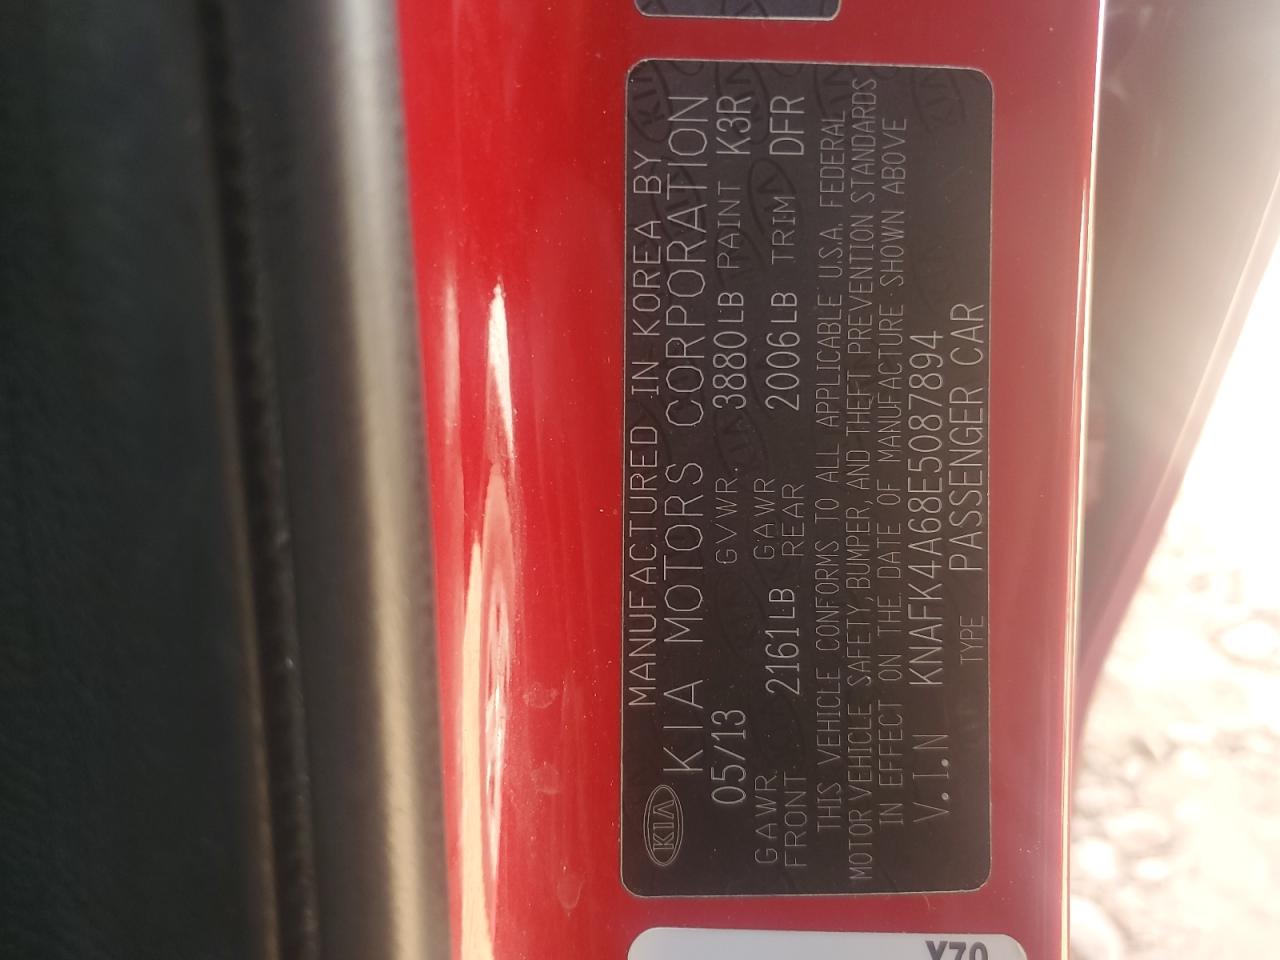 MANUFACTURED IN KOREA BY
KIA KIA MOTORS CORPORATION
05/13 GVWR. 3880LB PAINT K3R
GAWR. FRONT 2161LB GAWR REAR 2006LB TRIM DFR
THIS VEHICLE CONFORMS TO ALL APPLICABLE U.S.A. FEDERAL
MOTOR VEHICLE SAFETY, BUMPER, AND THEFT PREVENTION STANDARDS
IN EFFECT ON THE DATE OF MANUFACTURE SHOWN ABOVE
V.I.N KNAFK4A68E5087894
TYPE PASSENGER CAR